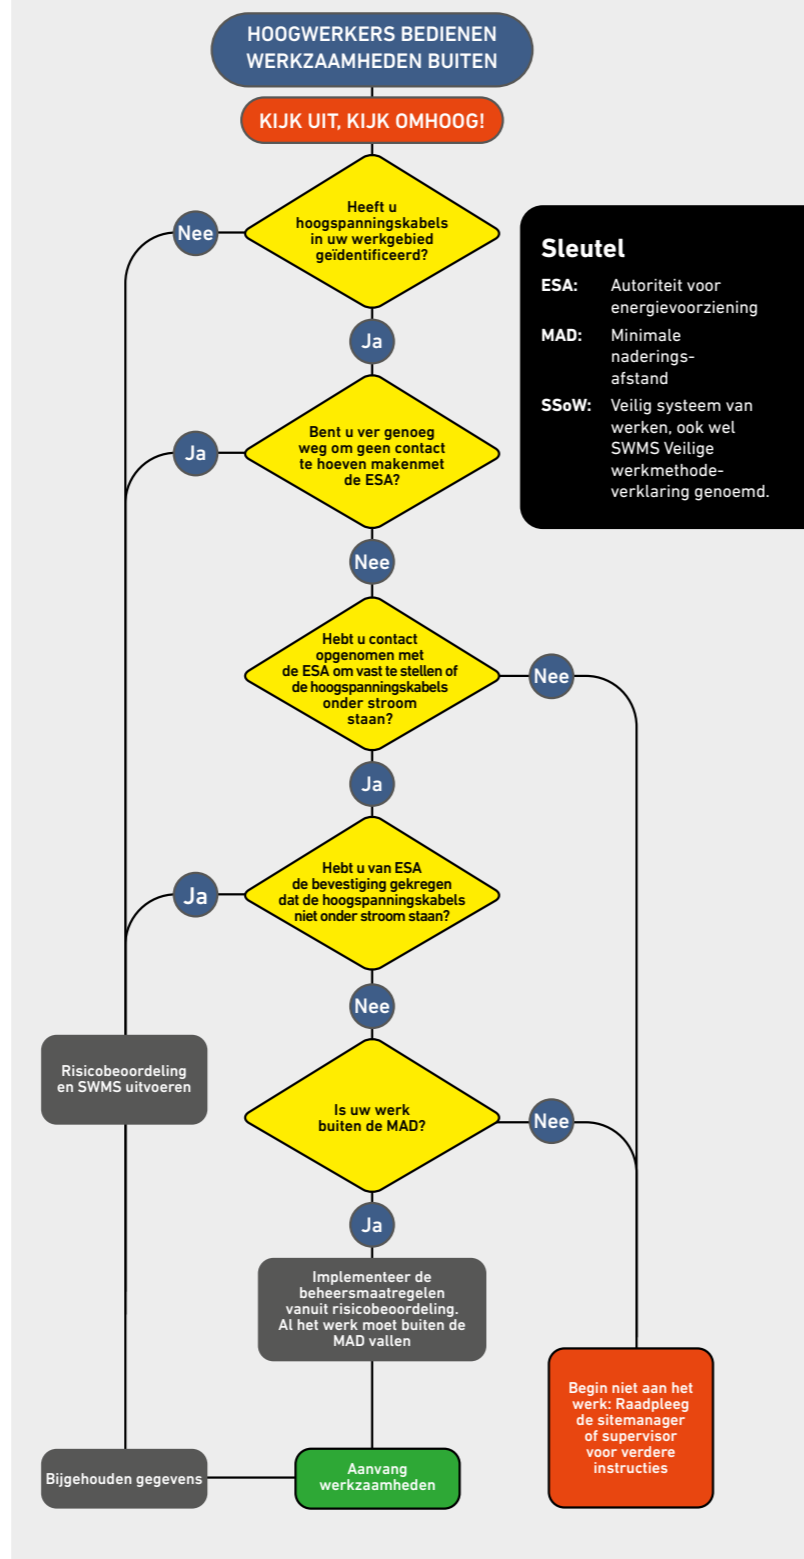 HOOGWERKERS BEDIENEN
WERKZAAMHEDEN BUITEN
KIJK UIT, KIJK OMHOOG!
Heeft u
hoogspanningskabels
in uw werkgebied
geïdentificeerd?
Nee
Ja
Sleutel
ESA: Autoriteit voor
energievoorziening
MAD: Minimale
naderings-
afstand
SSoW: Veilig systeem van
werken, ook wel
SWMS Veilige
werkmethode-
verklaring genoemd.
Bent u ver genoeg
weg om geen contact
te hoeven makenmet
de ESA?
Ja
Nee
Hebt u contact
opgenomen met
de ESA om vast te stellen of
de hoogspanningskabels
onder stroom
staan?
Nee
Ja
Hebt u van ESA
de bevestiging gekregen
dat de hoogspanningskabels
niet onder stroom staan?
Ja
Nee
Risicobeoordeling
en SWMS uitvoeren
Is uw werk
buiten de MAD?
Nee
Ja
Implementeer de
beheersmaatregelen
vanuit risicobeoordeling.
Al het werk moet buiten de
MAD vallen
Begin niet aan het
werk: Raadpleeg
de sitemanager
of supervisor
voor verdere
instructies
Bijgehouden gegevens
Aanvang
werkzaamheden